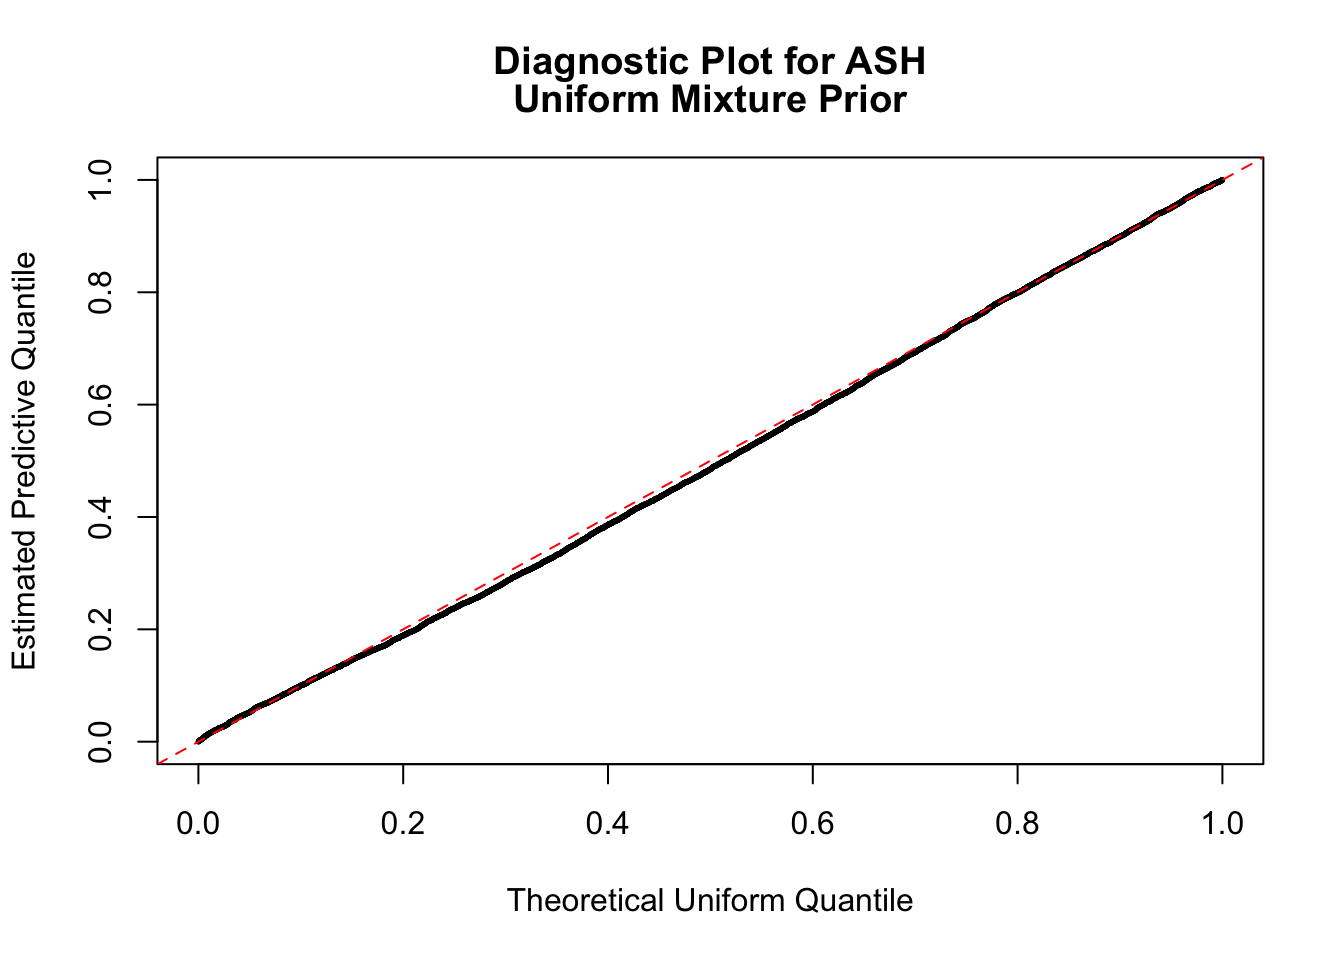 Diagnostic Plot for ASH
Uniform Mixture Prior
Estimated Predictive Quantile
1.0
0.8
0.6
0.4
0.2
0.0
0.0 0.2 0.4 0.6 0.8 1.0
Theoretical Uniform Quantile